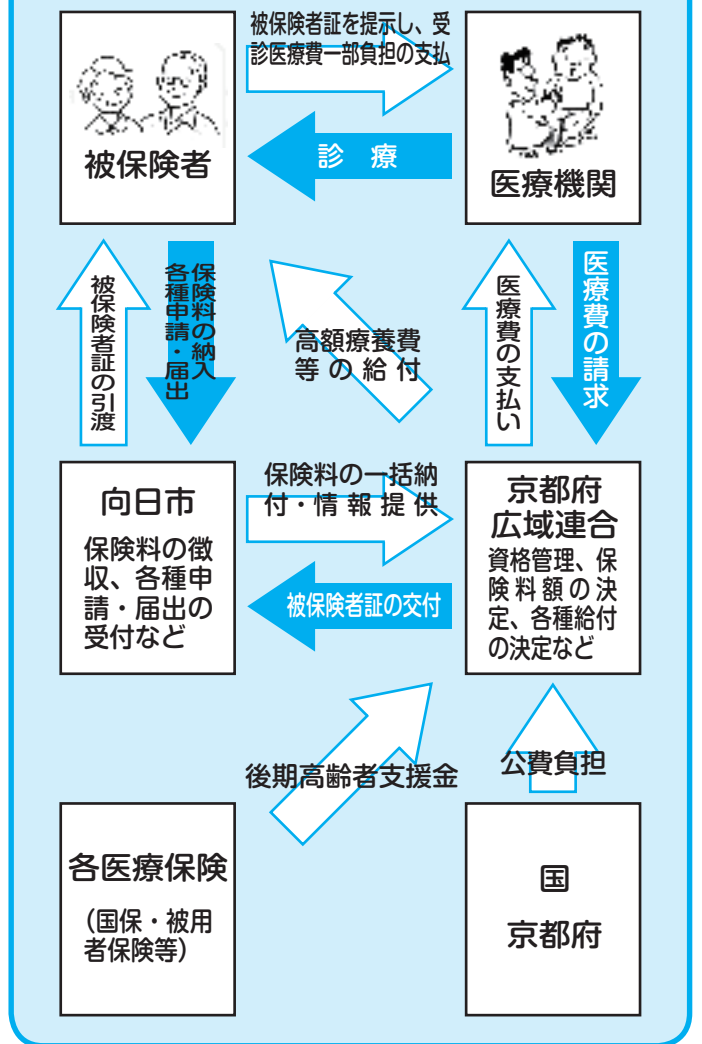 被保険者証を提示し、受
診医療費一部負担の支払
被保険者
診療
医療機関
被保険者証の引渡
保険料の納入
各種申請・届出
高額療養費
等の給付
医療費の支払い
医療費の請求
向日市
保険料の徴
収、各種申
請・届出の
受付など
保険料の一括納
付・情報提供
被保険者証の交付
京都府
広域連合
資格管理、保
険料額の決
定、各種給付
の決定など
後期高齢者支援金
公費負担
各医療保険
（国保・被用
者保険等）
国
京都府